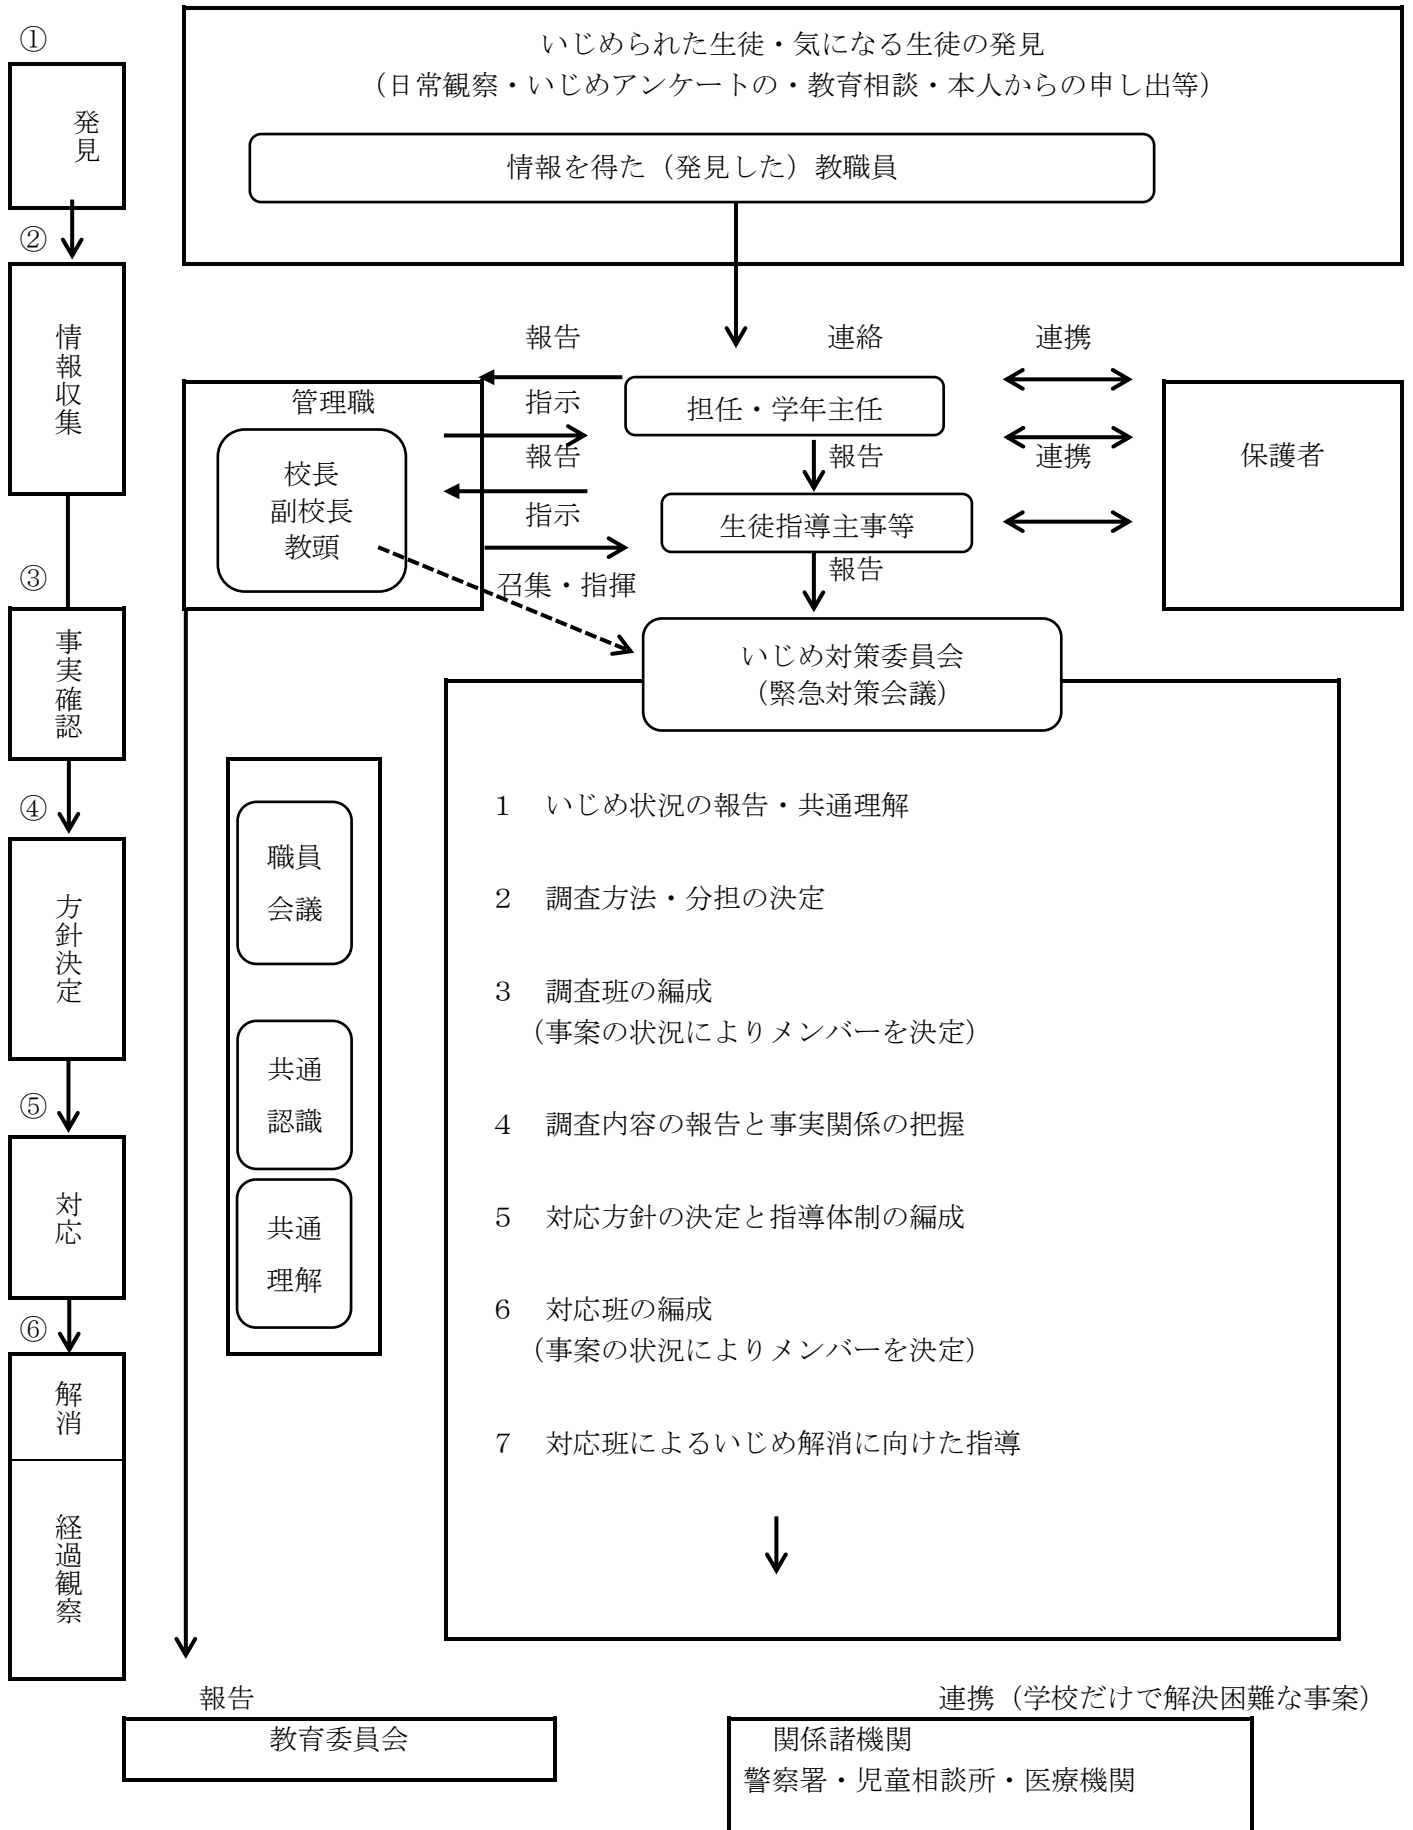 ①
発見
②
情報収集
③
事実確認
④
方針決定
⑤
対応
⑥
解消
経過観察
いじめられた生徒・気になる生徒の発見
（日常観察・いじめアンケートの・教育相談・本人からの申し出等）
情報を得た（発見した）教職員
報告
連絡
連携
管理職
指示
担任・学年主任
報告
報告
連携
保護者
校長
副校長
教頭
指示
生徒指導主事等
報告
召集・指揮
いじめ対策委員会
（緊急対策会議）
職員
会議
共通
認識
共通
理解
１　いじめ状況の報告・共通理解
２　調査方法・分担の決定
３　調査班の編成
（事案の状況によりメンバーを決定）
４　調査内容の報告と事実関係の把握
５　対応方針の決定と指導体制の編成
６　対応班の編成
（事案の状況によりメンバーを決定）
７　対応班によるいじめ解消に向けた指導
報告
連携（学校だけで解決困難な事案）
教育委員会
関係諸機関
警察署・児童相談所・医療機関